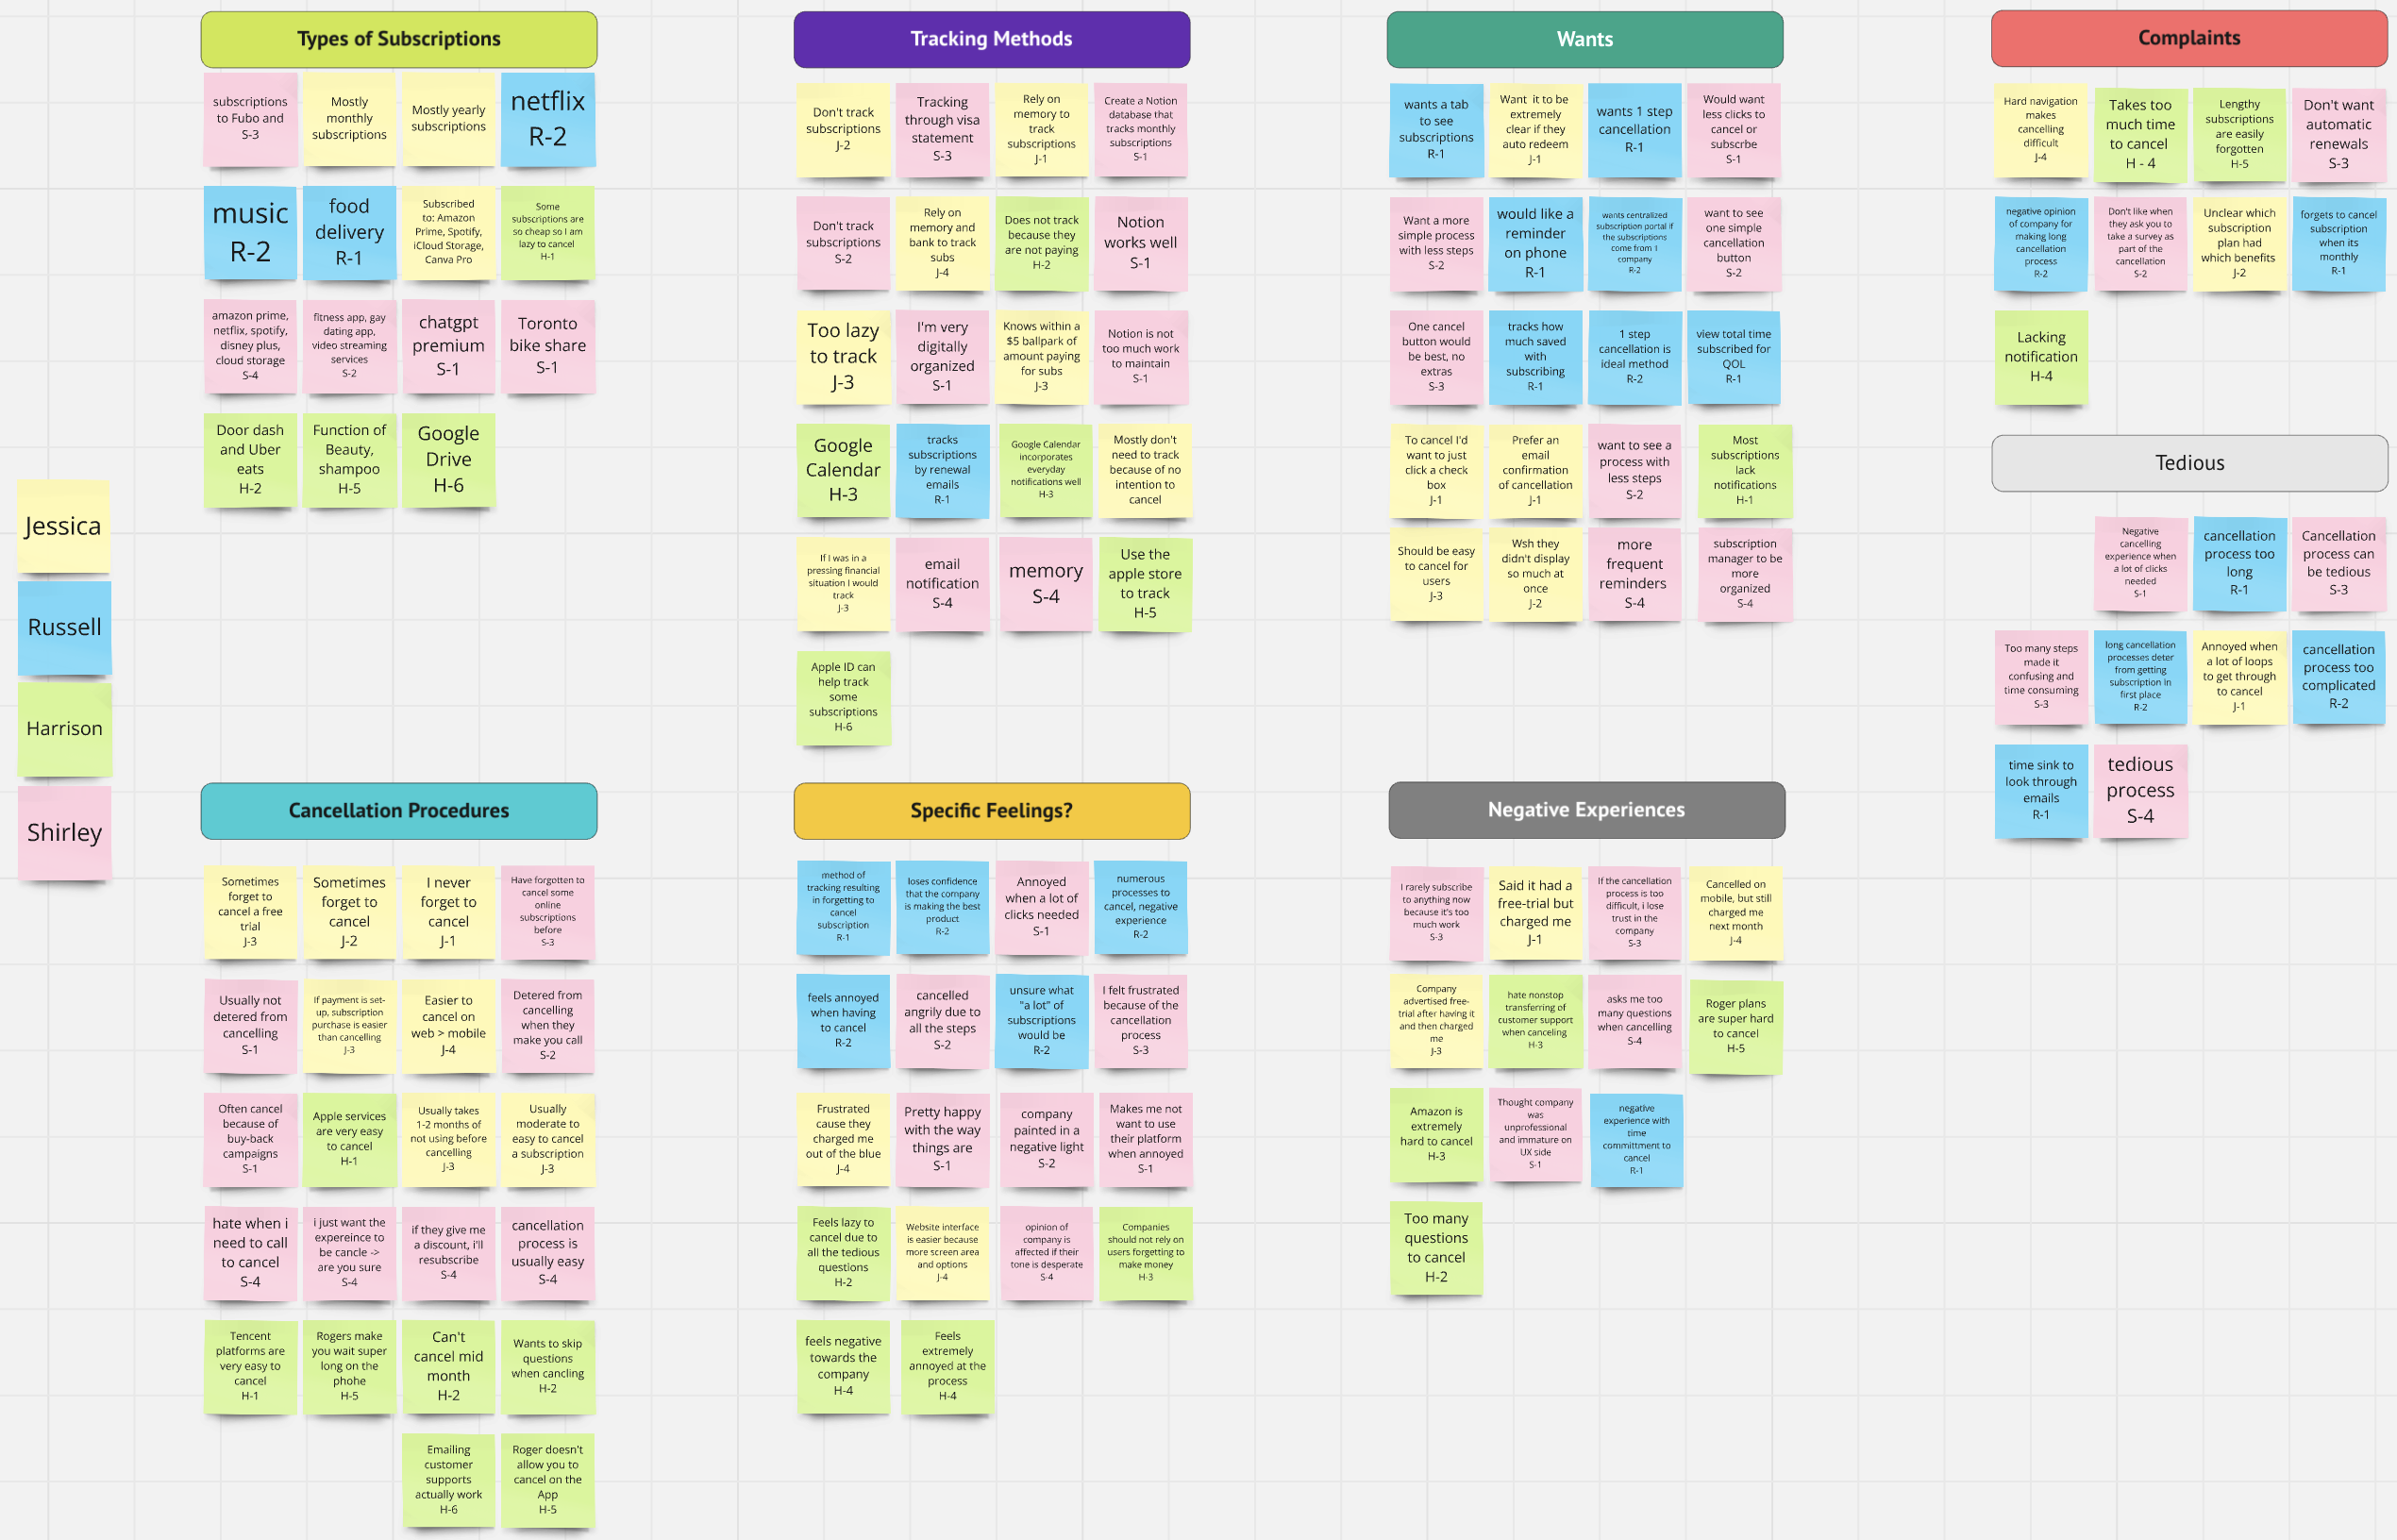 Types of Subscriptions
subscriptions
to Fubo and
S-3
Mostly
monthly
subscriptions
Mostly yearly
subscriptions
netflix
R-2
music
R-2
food
delivery
R-1
Subscribed
to: Amazon
Prime, Spotify,
iCloud Storage,
Canva Pro
Some
subscriptions are
so cheap so I am
lazy to cancel
H-1
amazon prime,
netflix, spotify,
disney plus,
cloud storage
S-4
fitness app, gay
dating app,
video streaming
services
S-2
chatgpt
premium
S-1
Toronto
bike share
S-1
Door dash
and Uber
eats
H-2
Function of
Beauty,
shampoo
H-5
Google
Drive
H-6
Tracking Methods
Don't track
subscriptions
J-2
Tracking
through visa
statement
S-3
Rely on
memory to
track
subscriptions
J-1
Create a Notion
database that
tracks monthly
subscriptions
S-1
Don't track
subscriptions
S-2
Rely on
memory and
bank to track
subs
J-4
Does not track
because they
are not paying
H-2
Notion
works well
S-1
Too lazy
to track
J-3
I'm very
digitally
organized
S-1
Knows within a
$5 ballpark of
amount paying
for subs
J-3
Notion is not
too much work
to maintain
S-1
Google
Calendar
H-3
tracks
subscriptions
by renewal
emails
R-1
Google Calendar
incorporates
everyday
notifications well
H-3
Mostly don't
need to track
because of no
intention to
cancel
If I was in a
pressing financial
situation I would
track
J-3
email
notification
S-4
memory
S-4
Use the
apple store
to track
H-5
Apple ID can
help track
some
subscriptions
H-6
Wants
wants a tab
to see
subscriptions
R-1
Want it to be
extremely
clear if they
auto redeem
J-1
wants 1 step
cancellation
R-1
Would want
less clicks to
cancel or
subscrbe
S-1
Want a more
simple process
with less steps
S-2
would like a
reminder
on phone
R-1
wants centralized
subscription portal if
the subscriptions
come from 1
company
R-2
want to see
one simple
cancellation
button
S-2
One cancel
button would
be best, no
extras
S-3
tracks how
much saved
with
subscribing
R-1
1 step
cancellation is
ideal method
R-2
view total time
subscribed for
QOL
R-1
To cancel I'd
want to just
click a check
box
J-1
Prefer an
email
confirmation
of cancellation
J-1
want to see a
process with
less steps
S-2
Most
subscriptions
lack
notifications
H-1
Should be easy
to cancel for
users
J-3
Wsh they
didn't display
so much at
once
J-2
more
frequent
reminders
S-4
subscription
manager to be
more
organized
S-4
Complaints
Hard navigation
makes
cancelling
difficult
J-4
Takes too
much time
to cancel
H - 4
Lengthy
subscriptions
are easily
forgotten
H-5
Don't want
automatic
renewals
S-3
negative opinion
of company for
making long
cancellation
process
R-2
Don't like when
they ask you to
take a survey as
part of the
cancellation
S-2
Unclear which
subscription
plan had
which benefits
J-2
forgets to cancel
subscription
when its
monthly
R-1
Lacking
notification
H-4
Tedious
Negative
cancelling
experience when
a lot of clicks
needed
S-1
cancellation
process too
long
R-1
Cancellation
process can
be tedious
S-3
Too many steps
made it
confusing and
time consuming
S-3
long cancellation
processes deter
from getting
subscription in
first place
R-2
Annoyed when
a lot of loops
to get through
to cancel
J-1
cancellation
process too
complicated
R-2
time sink to
look through
emails
R-1
tedious
process
S-4
Jessica
Russell
Harrison
Shirley
Cancellation Procedures
Sometimes
forget to
cancel a free
trial
J-3
Sometimes
forget to
cancel
J-2
I never
forget to
cancel
J-1
Have forgotten to
cancel some
online
subscriptions
before
S-3
Usually not
detered from
cancelling
S-1
If payment is set-
up, subscription
purchase is easier
than cancelling
J-3
Easier to
cancel on
web > mobile
J-4
Detered from
cancelling
when they
make you call
S-2
Often cancel
because of
buy-back
campaigns
S-1
Apple services
are very easy
to cancel
H-1
Usually takes
1-2 months of
not using before
cancelling
J-3
Usually
moderate to
easy to cancel
a subscription
J-3
hate when i
need to call
to cancel
S-4
i just want the
expereince to
be cancle ->
are you sure
S-4
if they give me
a discount, i'll
resubscribe
S-4
cancellation
process is
usually easy
S-4
Tencent
platforms are
very easy to
cancel
H-1
Rogers make
you wait super
long on the
phohe
H-5
Can't
cancel mid
month
H-2
Wants to skip
questions
when cancling
H-2
Emailing
customer
supports
actually work
H-6
Roger doesn't
allow you to
cancel on the
App
H-5
Specific Feelings?
method of
tracking resulting
in forgetting to
cancel
subscription
R-1
loses confidence
that the company
is making the best
product
R-2
Annoyed
when a lot of
clicks needed
S-1
numerous
processes to
cancel, negative
experience
R-2
feels annoyed
when having
to cancel
R-2
cancelled
angrily due to
all the steps
S-2
unsure what
"a lot" of
subscriptions
would be
R-2
I felt frustrated
because of the
cancellation
process
S-3
Frustrated
cause they
charged me
out of the blue
J-4
Pretty happy
with the way
things are
S-1
company
painted in a
negative light
S-2
Makes me not
want to use
their platform
when annoyed
S-1
Feels lazy to
cancel due to
all the tedious
questions
H-2
Website interface
is easier because
more screen area
and options
J-4
opinion of
company is
affected if their
tone is desperate
S-4
Companies
should not rely on
users forgetting to
make money
H-3
feels negative
towards the
company
H-4
Feels
extremely
annoyed at the
process
H-4
Negative Experiences
I rarely subscribe
to anything now
because it's too
much work
S-3
Said it had a
free-trial but
charged me
J-1
If the cancellation
process is too
difficult, i lose
trust in the
company
S-3
Cancelled on
mobile, but still
charged me
next month
J-4
Company
advertised free-
trial after having it
and then charged
me
J-3
hate nonstop
transferring of
customer support
when canceling
H-3
asks me too
many questions
when cancelling
S-4
Roger plans
are super hard
to cancel
H-5
Amazon is
extremely
hard to cancel
H-3
Thought company
was
unprofessional
and immature on
UX side
S-1
negative
experience with
time
committment to
cancel
R-1
Too many
questions
to cancel
H-2